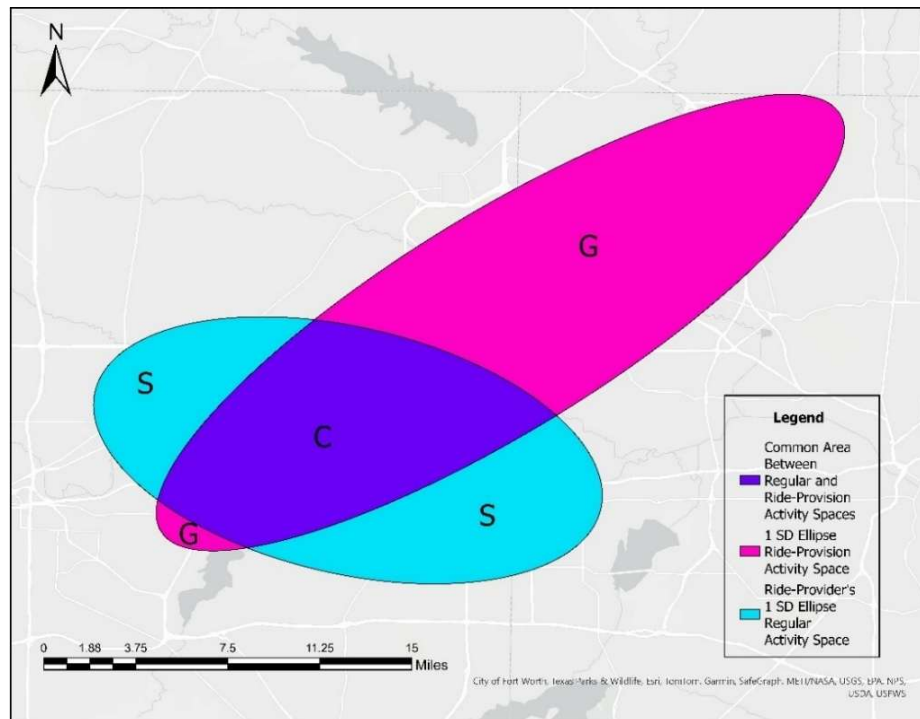 N
G
S
C
S
G
Legend
Common Area
Between
Regular and
Ride-Provision
Activity Spaces
1 SD Ellipse
Ride-Provision
Activity Space
Ride-Provider's
1 SD Ellipse
Regular
Activity Space
0 1.88 3.75 7.5 11.25 15
Miles
City of Fort Worth, Texas Parks & Wildlife, Esri, TomTom, Garmin, SafeGraph, METI/NASA, USGS, EPA, NPS,
USDA, USFWS